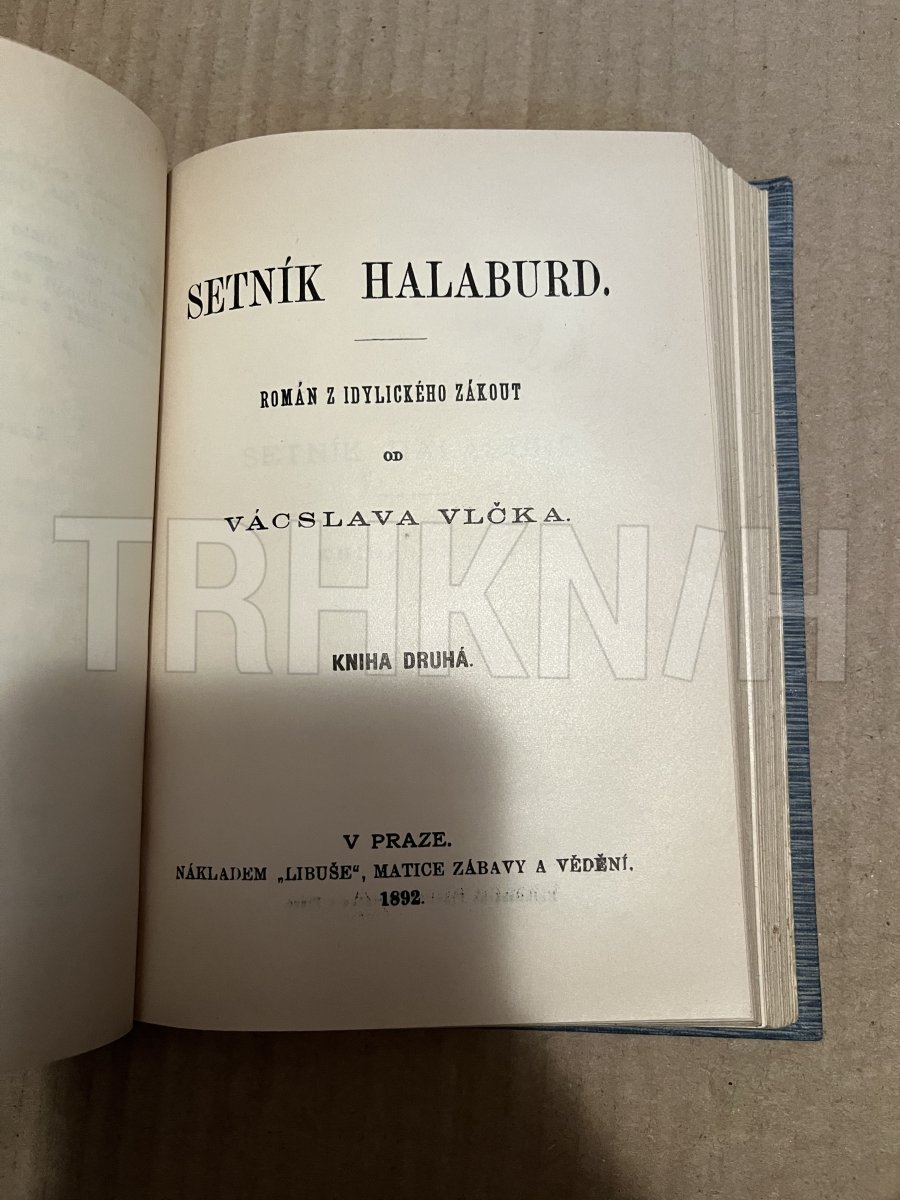 SETNÍK HALABURD.
ROMÁN Z IDYLICKÉHO ZÁKOUT
OD
VÁCSLAVA VLČKA.
TRHKNIH
KNIHA DRUHÁ.
V PRAZE.
NÁKLADEM „LIBUŠE“, MATICE ZÁBAVY A VĚDĚNÍ.
1892.